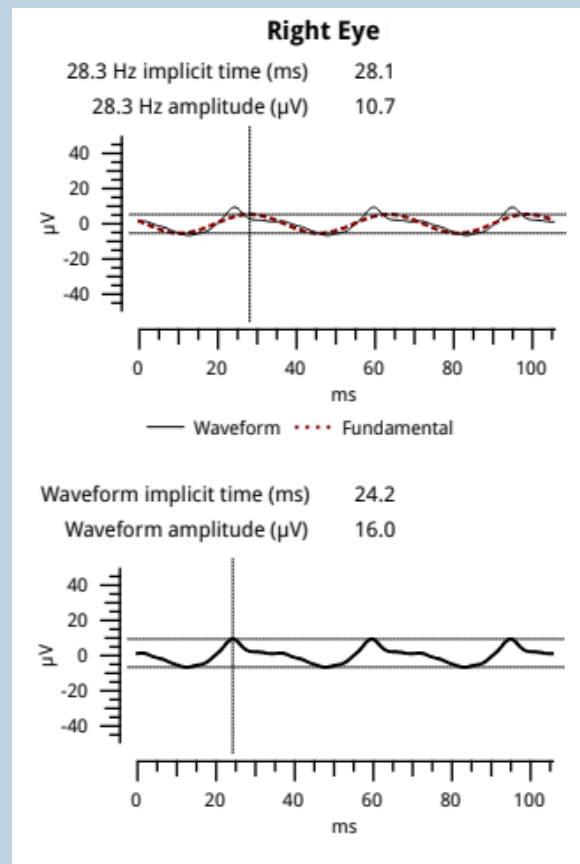 Right Eye
28.3 Hz implicit time (ms) 28.1
28.3 Hz amplitude (µV) 10.7
40
20
0
-20
-40
µV
0 20 40 60 80 100
ms
Waveform Fundamental
Waveform implicit time (ms) 24.2
Waveform amplitude (µV) 16.0
40
20
0
-20
-40
µV
0 20 40 60 80 100
ms